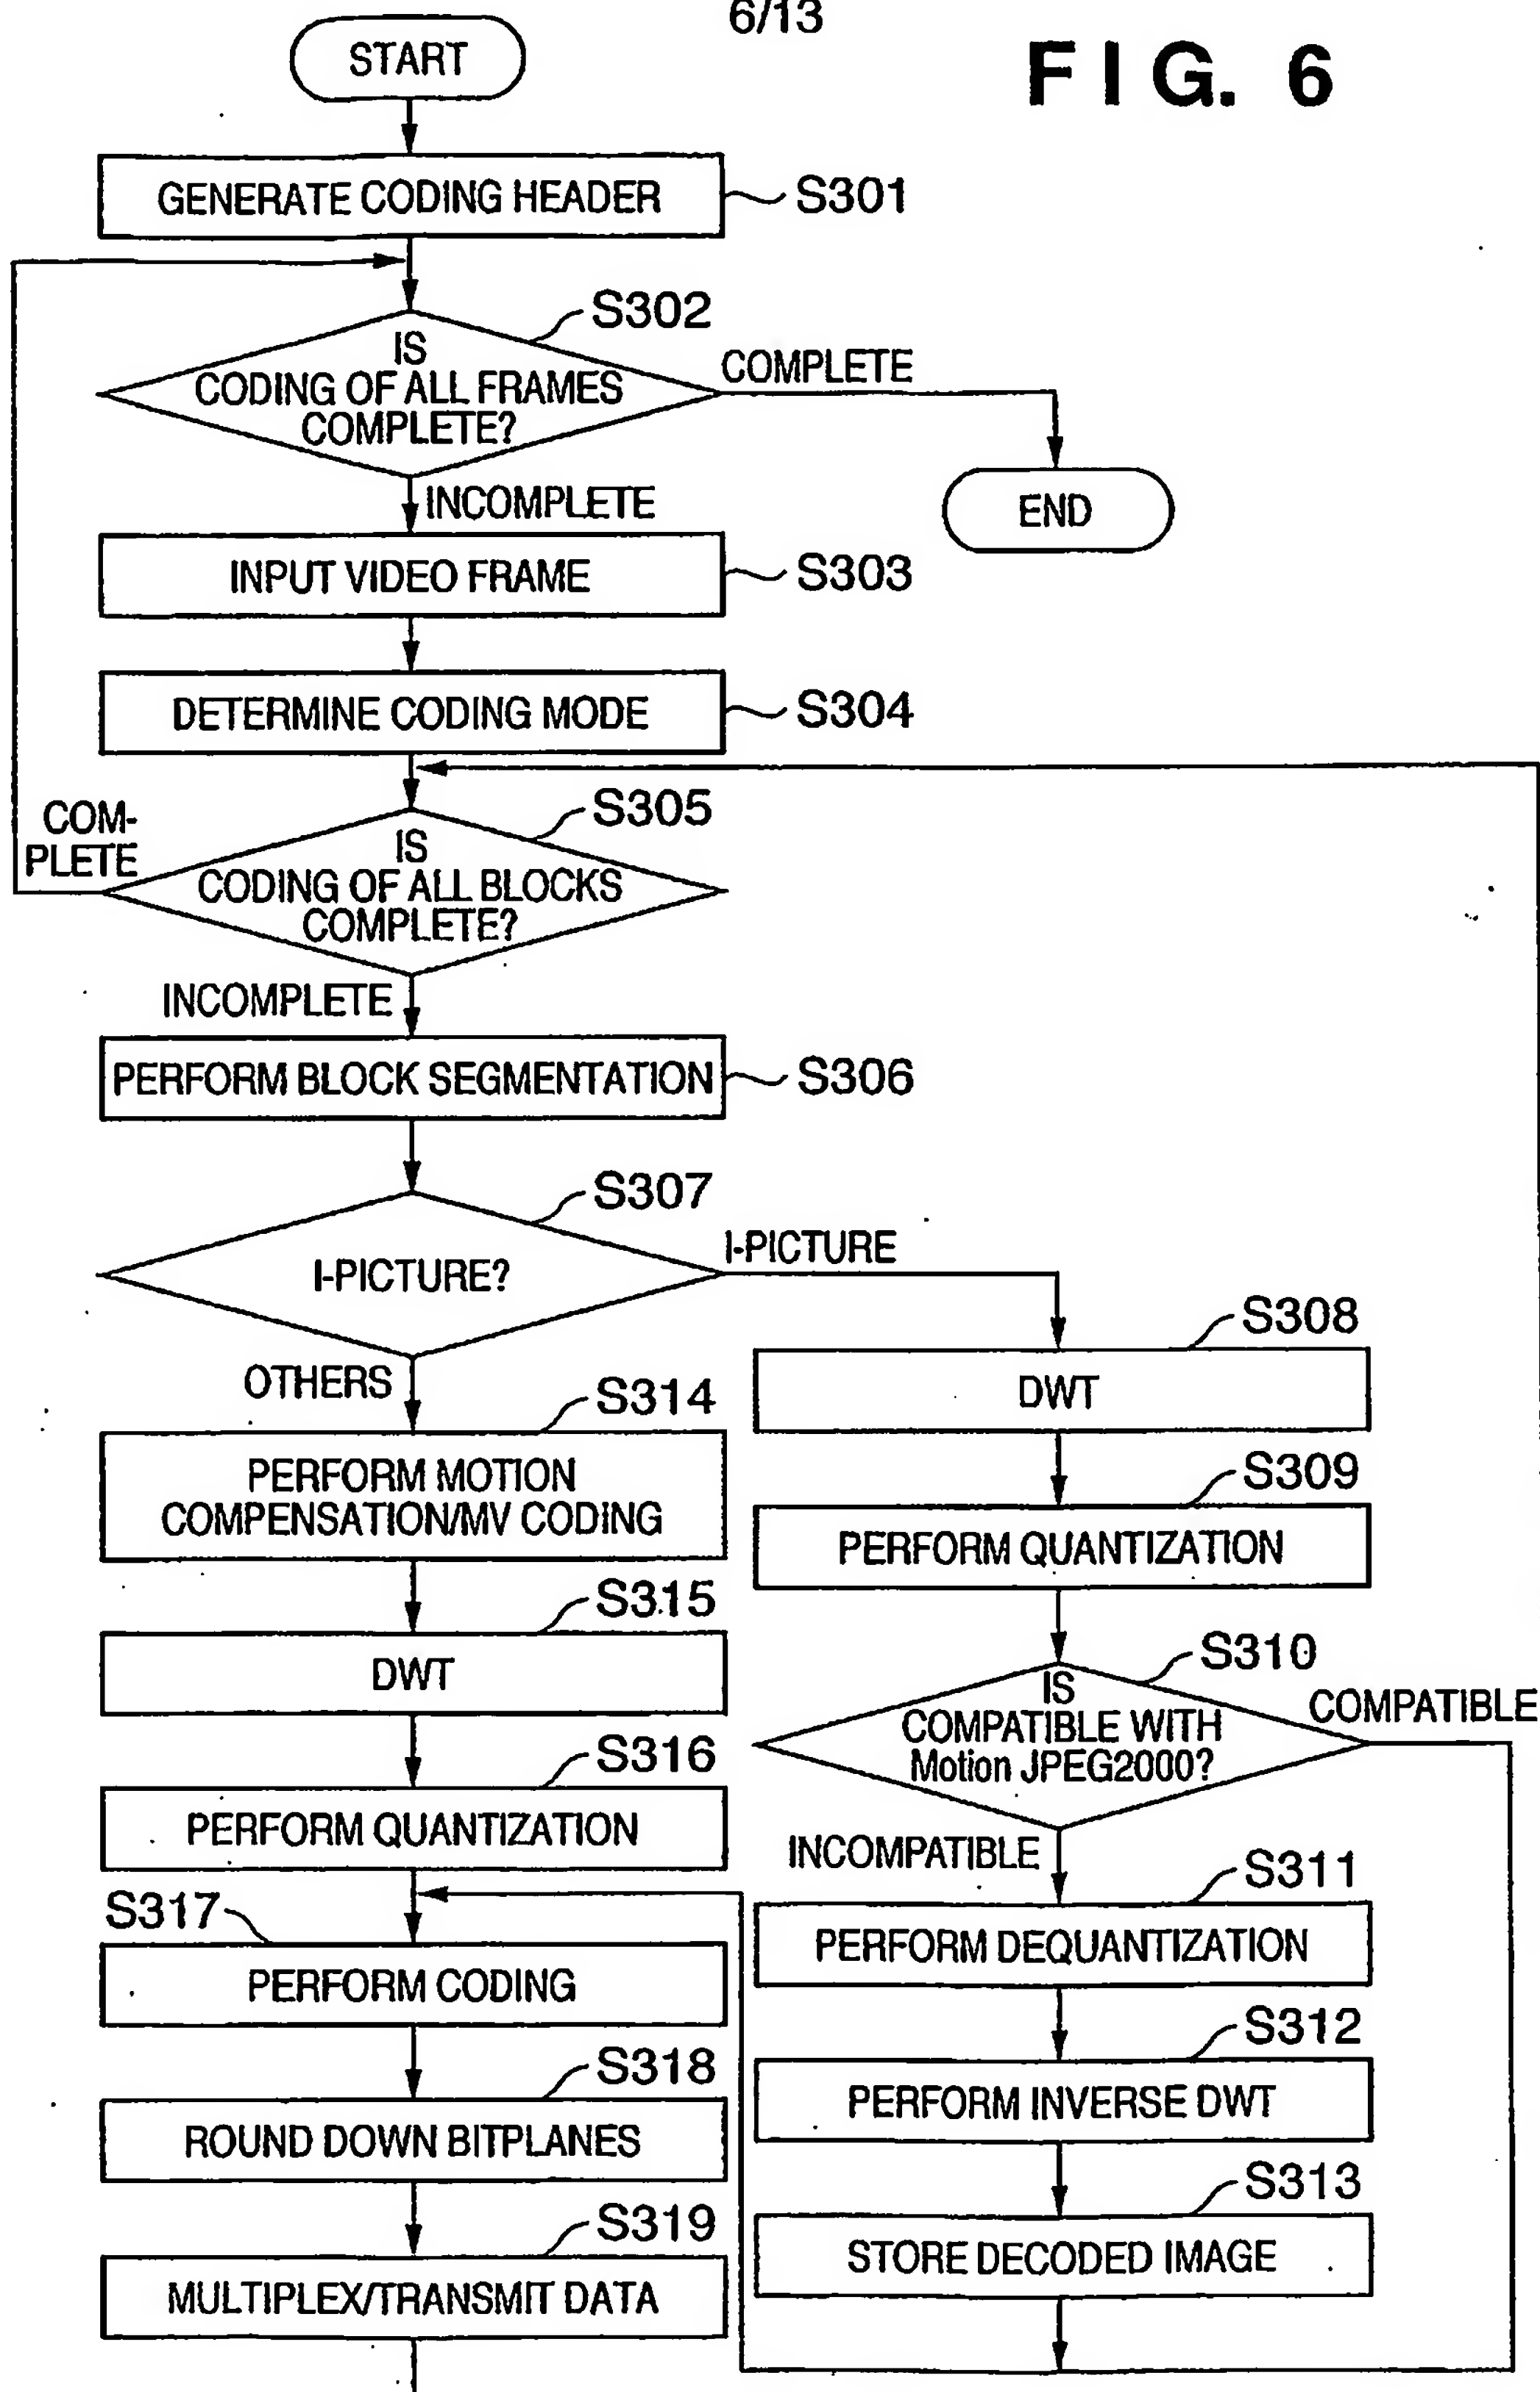 6/13
FIG. 6
START
GENERATE CODING HEADER
S301
S302
IS
CODING OF ALL FRAMES
COMPLETE?
COMPLETE
END
INCOMPLETE
INPUT VIDEO FRAME
S303
DETERMINE CODING MODE
S304
S305
COM-
PLETE
IS
CODING OF ALL BLOCKS
COMPLETE?
INCOMPLETE
PERFORM BLOCK SEGMENTATION
S306
S307
I-PICTURE?
I-PICTURE
OTHERS
S308
DWT
S309
PERFORM QUANTIZATION
S310
IS
COMPATIBLE WITH
Motion JPEG2000?
COMPATIBLE
INCOMPATIBLE
S311
PERFORM DEQUANTIZATION
S312
PERFORM INVERSE DWT
S313
STORE DECODED IMAGE
S314
PERFORM MOTION
COMPENSATION/MV CODING
S315
DWT
S316
PERFORM QUANTIZATION
S317
PERFORM CODING
S318
ROUND DOWN BITPLANES
S319
MULTIPLEX/TRANSMIT DATA